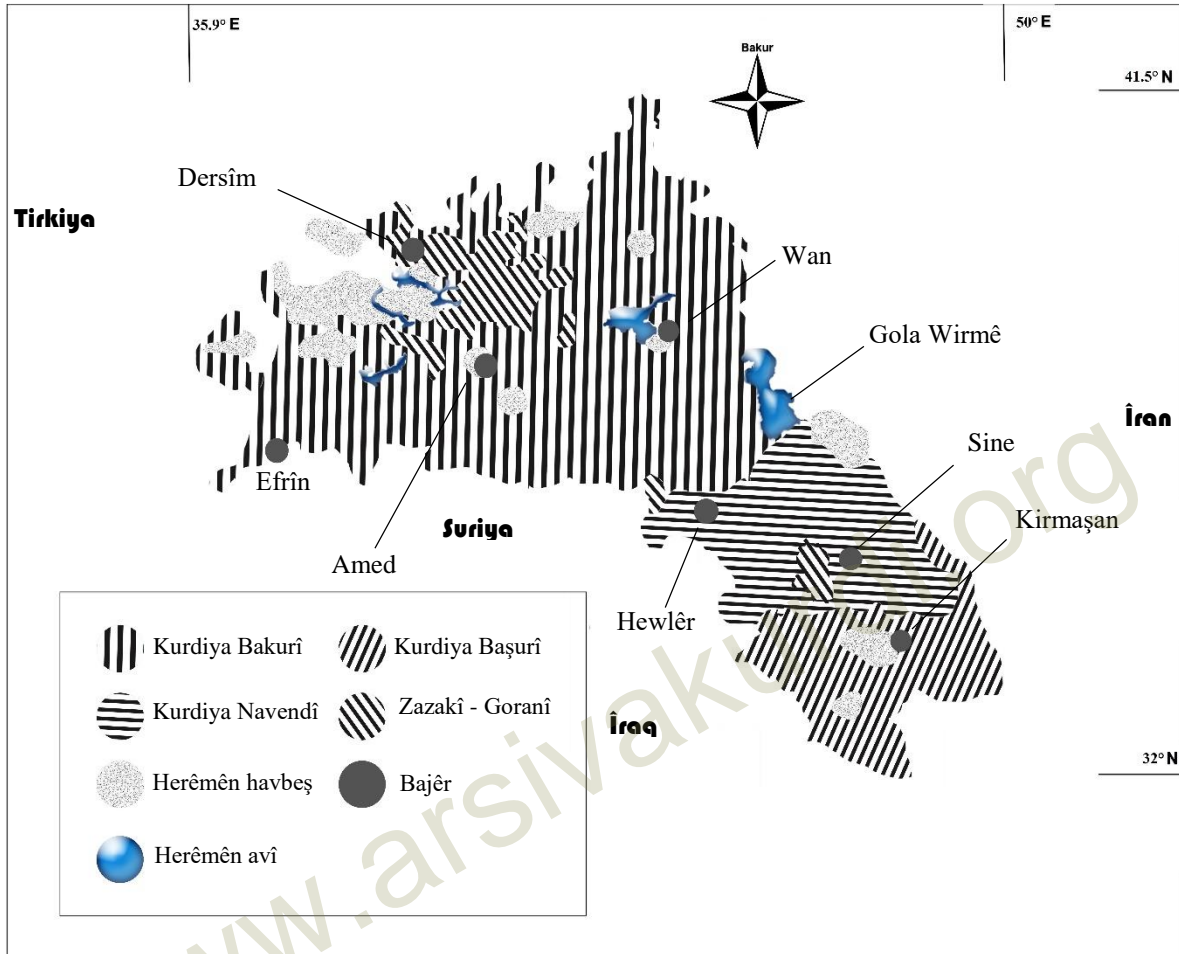 35.9° E
50° E
Bakur
41.5° N
Dersîm
Tirkiya
Wan
Gola Wirmê
Îran
Sine
Efrîn
Kirmaşan
Suriya
Amed
Hewlêr
Kurdiya Bakurî
Kurdiya Başurî
Kurdiya Navendî
Zazakî - Goranî
Îraq
32° N
Herêmên havbeş
Bajêr
Herêmên avî
www.arsivakurdi.org